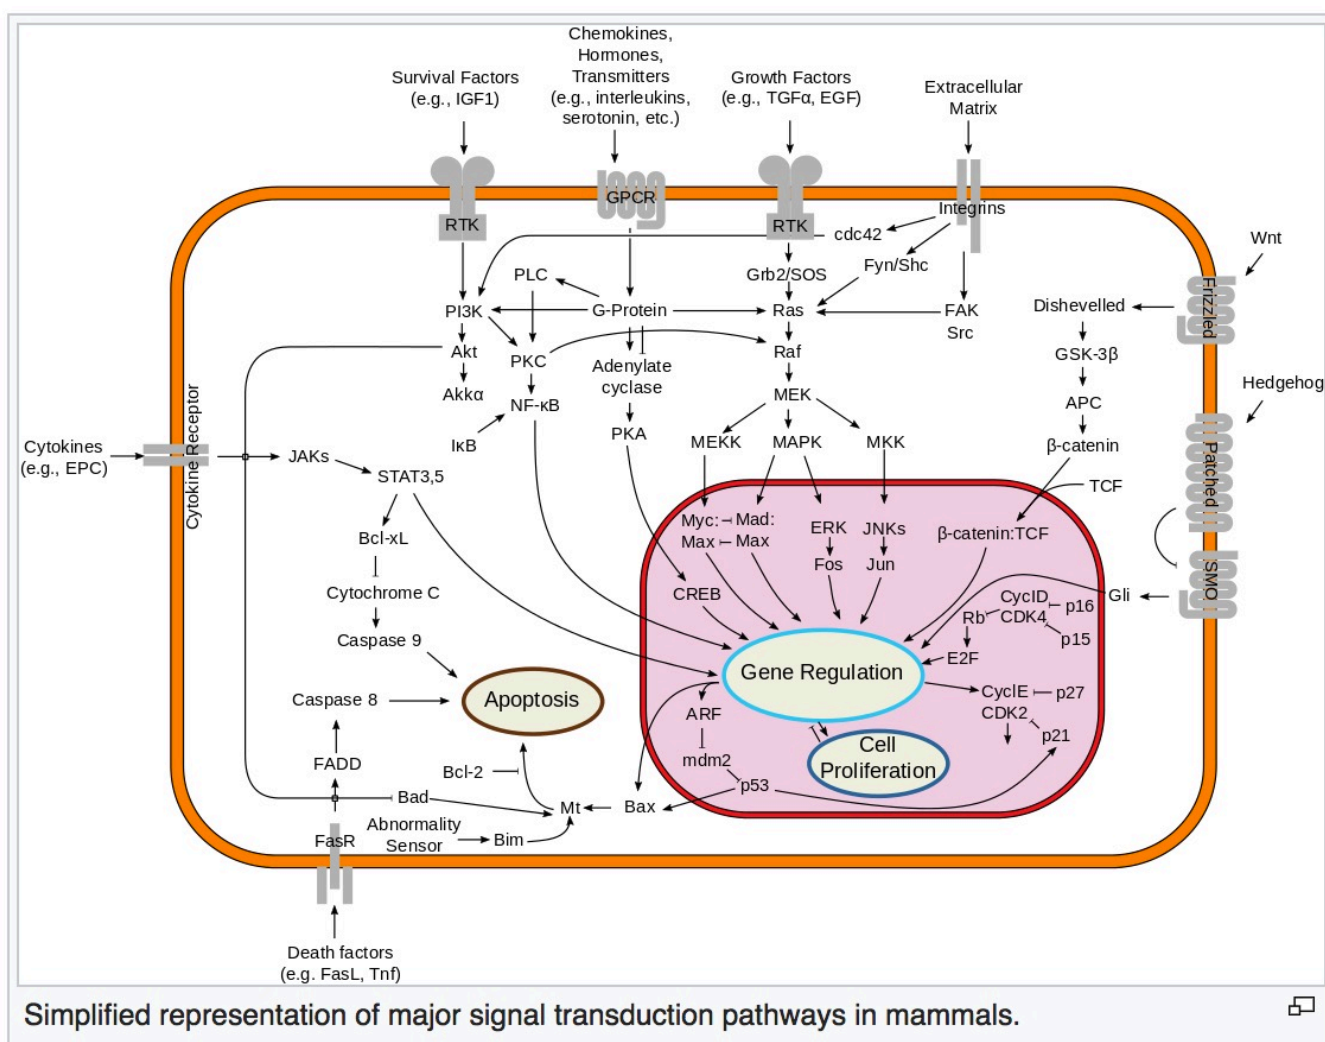 Chemokines,
Hormones,
Transmitters
(e.g., interleukins,
serotonin, etc.)
Survival Factors
(e.g., IGF1)
Growth Factors
(e.g., TGFα, EGF)
Extracellular
Matrix
GPCR
RTK
RTK
Integrins
cdc42
Wnt
Frizzled
PLC
Grb2/SOS
Fyn/Shc
Dishevelled
PI3K
G-Protein
Ras
FAK
Src
Akt
PKC
Adenylate
cyclase
Raf
GSK-3β
Hedgehog
Akkα
NF-κB
MEK
APC
IκB
PKA
MEKK
MAPK
MKK
β-catenin
Patched
Cytokines
(e.g., EPC)
Cytokine Receptor
JAKs
STAT3,5
TCF
Myc:
Mad:
Max
Max
ERK
JNKs
β-catenin:TCF
Bcl-xL
Fos
Jun
SMO
Cytochrome C
CREB
Gli
CycID
CDK4
p16
Rb
p15
Caspase 9
E2F
Gene Regulation
Caspase 8
Apoptosis
CyclE
CDK2
p27
ARF
p21
FADD
mdm2
Cell
Proliferation
Bcl-2
p53
Bad
Mt
Bax
Abnormality
Sensor
Bim
FasR
Death factors
(e.g. FasL, Tnf)
Simplified representation of major signal transduction pathways in mammals.